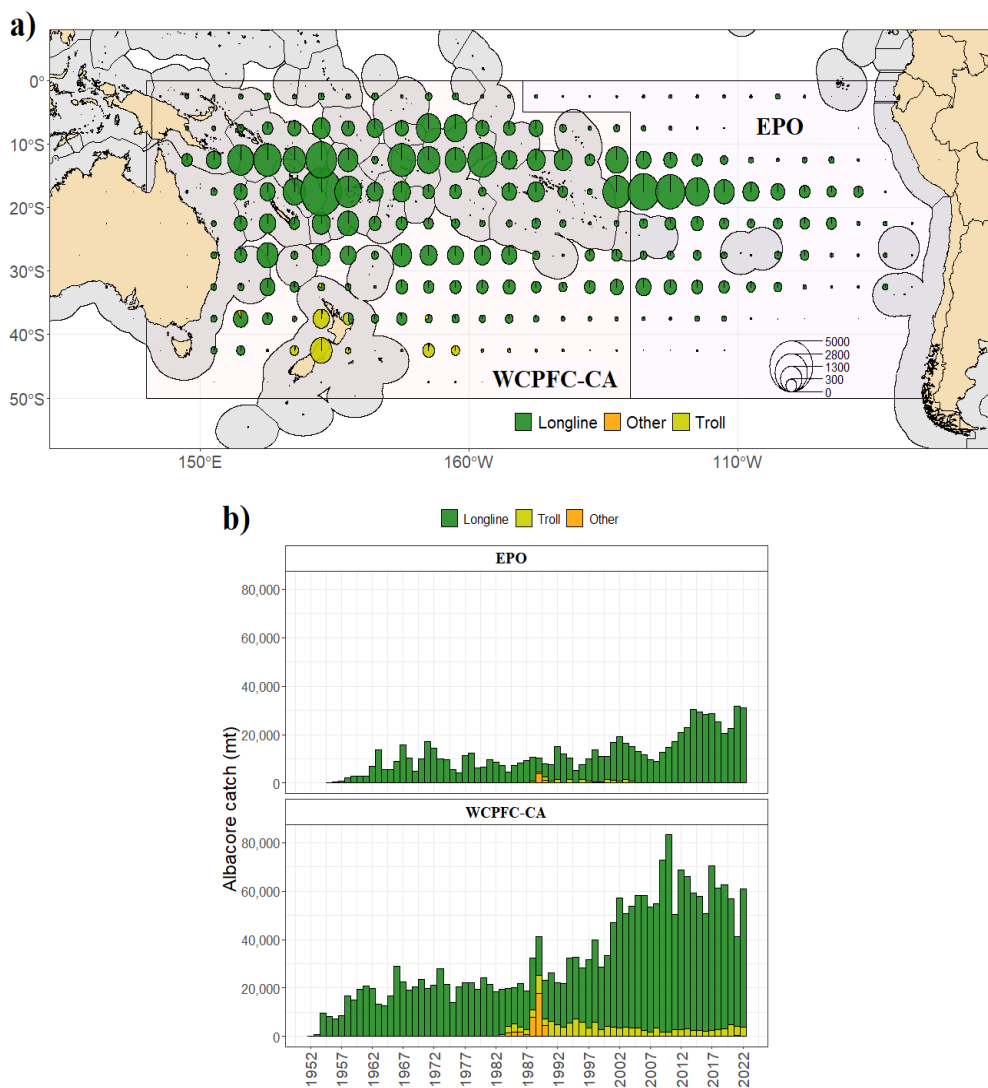 a)
0°
10°S
20°S
30°S
40°S
50°S
EPO
WCPFC-CA
5000
2800
1300
300
0
Longline Other Troll
150°E 160°W 110°W
b)
Longline Troll Other
EPO
80,000
60,000
40,000
20,000
0
WCPFC-CA
80,000
60,000
40,000
20,000
0
Albacore catch (mt)
1952 1957 1962 1967 1972 1977 1982 1987 1992 1997 2002 2007 2012 2017 2022